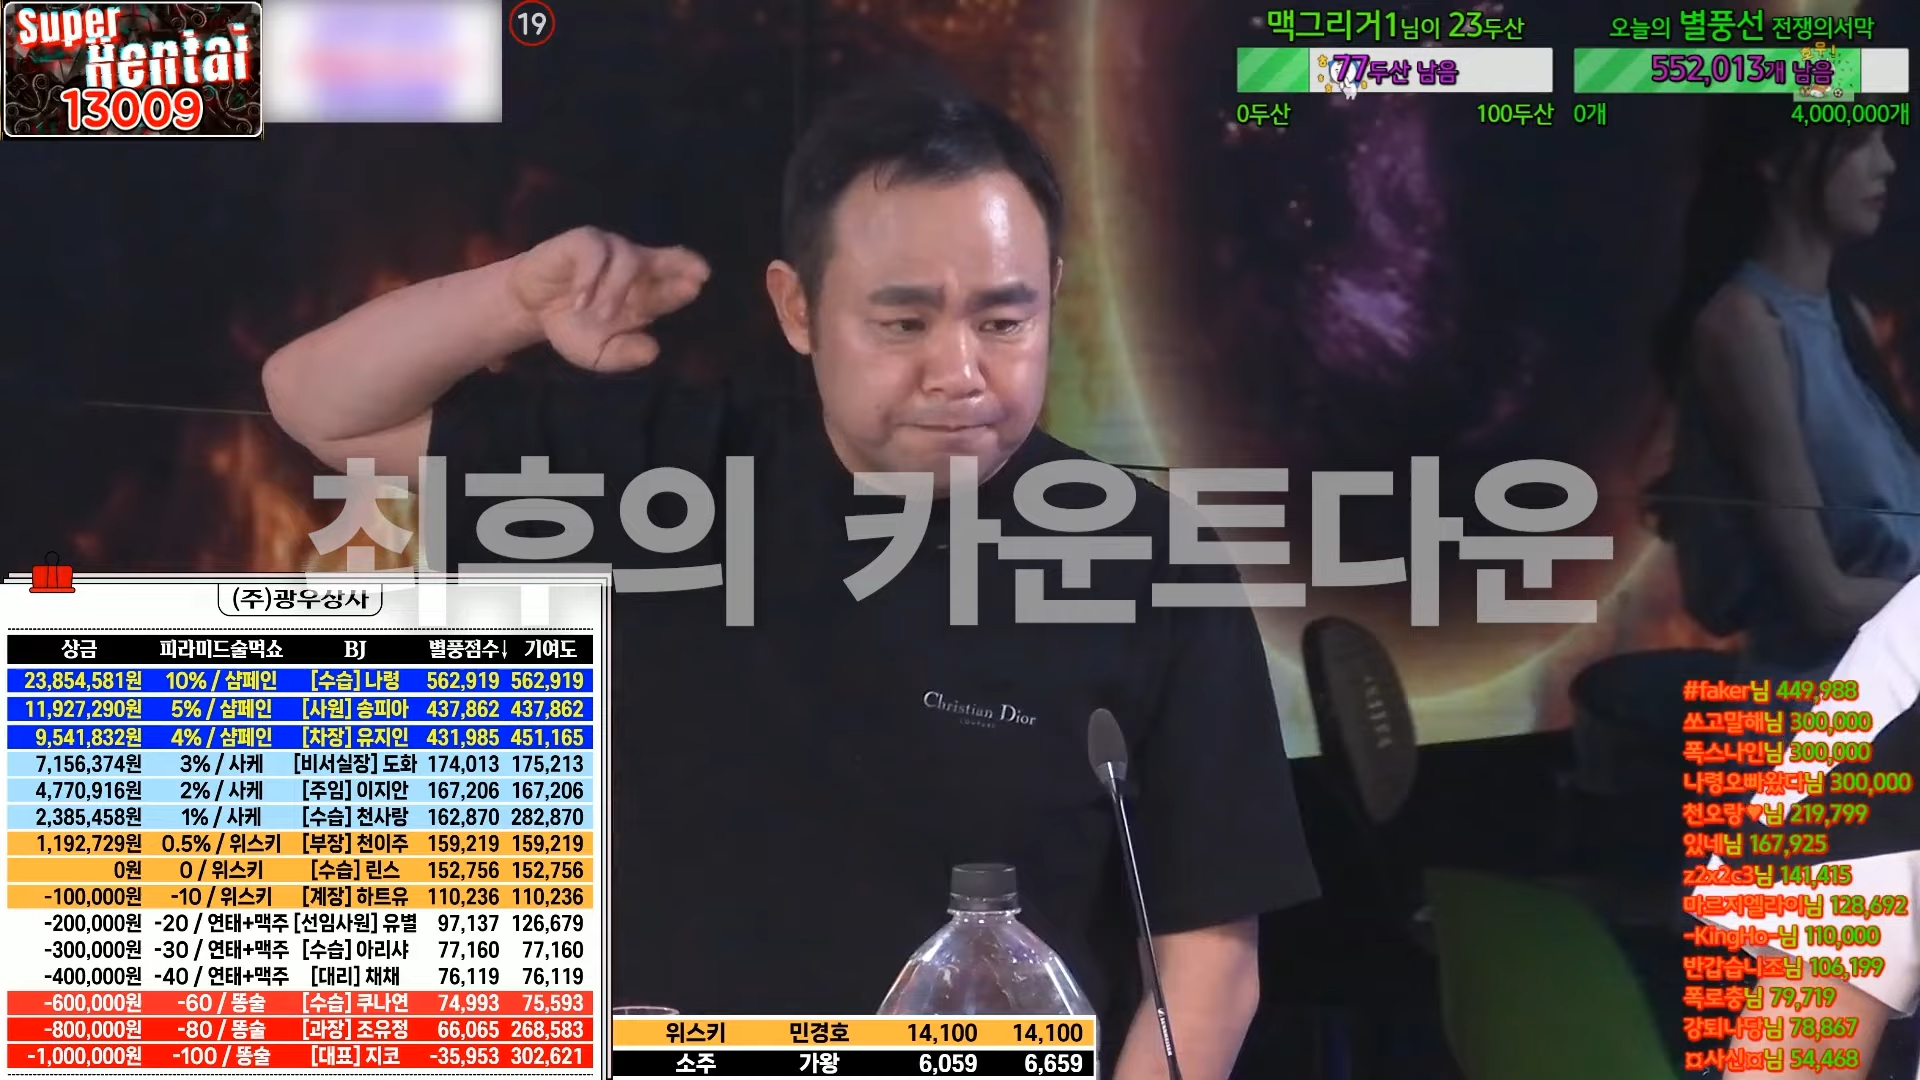 Super
Hentai
13009
19
맥그리거1님이 23두산
77두산 남음
0두산 100두산
오늘의 별풍선 전쟁의서막
552,013개 남음
0개 4,000,000개
최후의 카운트다운
(주)광우상사
상금 피라미드술먹쇼 BJ 별풍점수↓ 기여도
23,854,581원 10% / 샴페인 [수습] 나령 562,919 562,919
11,927,290원 5% / 샴페인 [사원] 송피아 437,862 437,862
9,541,832원 4% / 샴페인 [차장] 유지인 431,985 451,165
7,156,374원 3% / 사케 [비서실장] 도화 174,013 175,213
4,770,916원 2% / 사케 [주임] 이지안 167,206 167,206
2,385,458원 1% / 사케 [수습] 천사랑 162,870 282,870
1,192,729원 0.5% / 위스키 [부장] 천이주 159,219 159,219
0원 0 / 위스키 [수습] 린스 152,756 152,756
-100,000원 -10 / 위스키 [계장] 하트유 110,236 110,236
-200,000원 -20 / 연태+맥주 [선임사원] 유별 97,137 126,679
-300,000원 -30 / 연태+맥주 [수습] 아리샤 77,160 77,160
-400,000원 -40 / 연태+맥주 [대리] 채채 76,119 76,119
-600,000원 -60 / 똥술 [수습] 쿠나연 74,993 75,593
-800,000원 -80 / 똥술 [과장] 조유정 66,065 268,583
-1,000,000원 -100 / 똥술 [대표] 지코 -35,953 302,621
위스키 민경호 14,100 14,100
소주 가왕 6,059 6,659
Christian Dior
#faker님 449,988
쏘고말해님 300,000
폭스나인님 300,000
나령오빠왔다님 300,000
천오랑♥님 219,799
있네님 167,925
z2x2c3님 141,415
마르지엘라이님 128,692
-KingHo-님 110,000
반갑습니조님 106,199
폭로충님 79,719
강퇴나당님 78,867
¤사신¤님 54,468